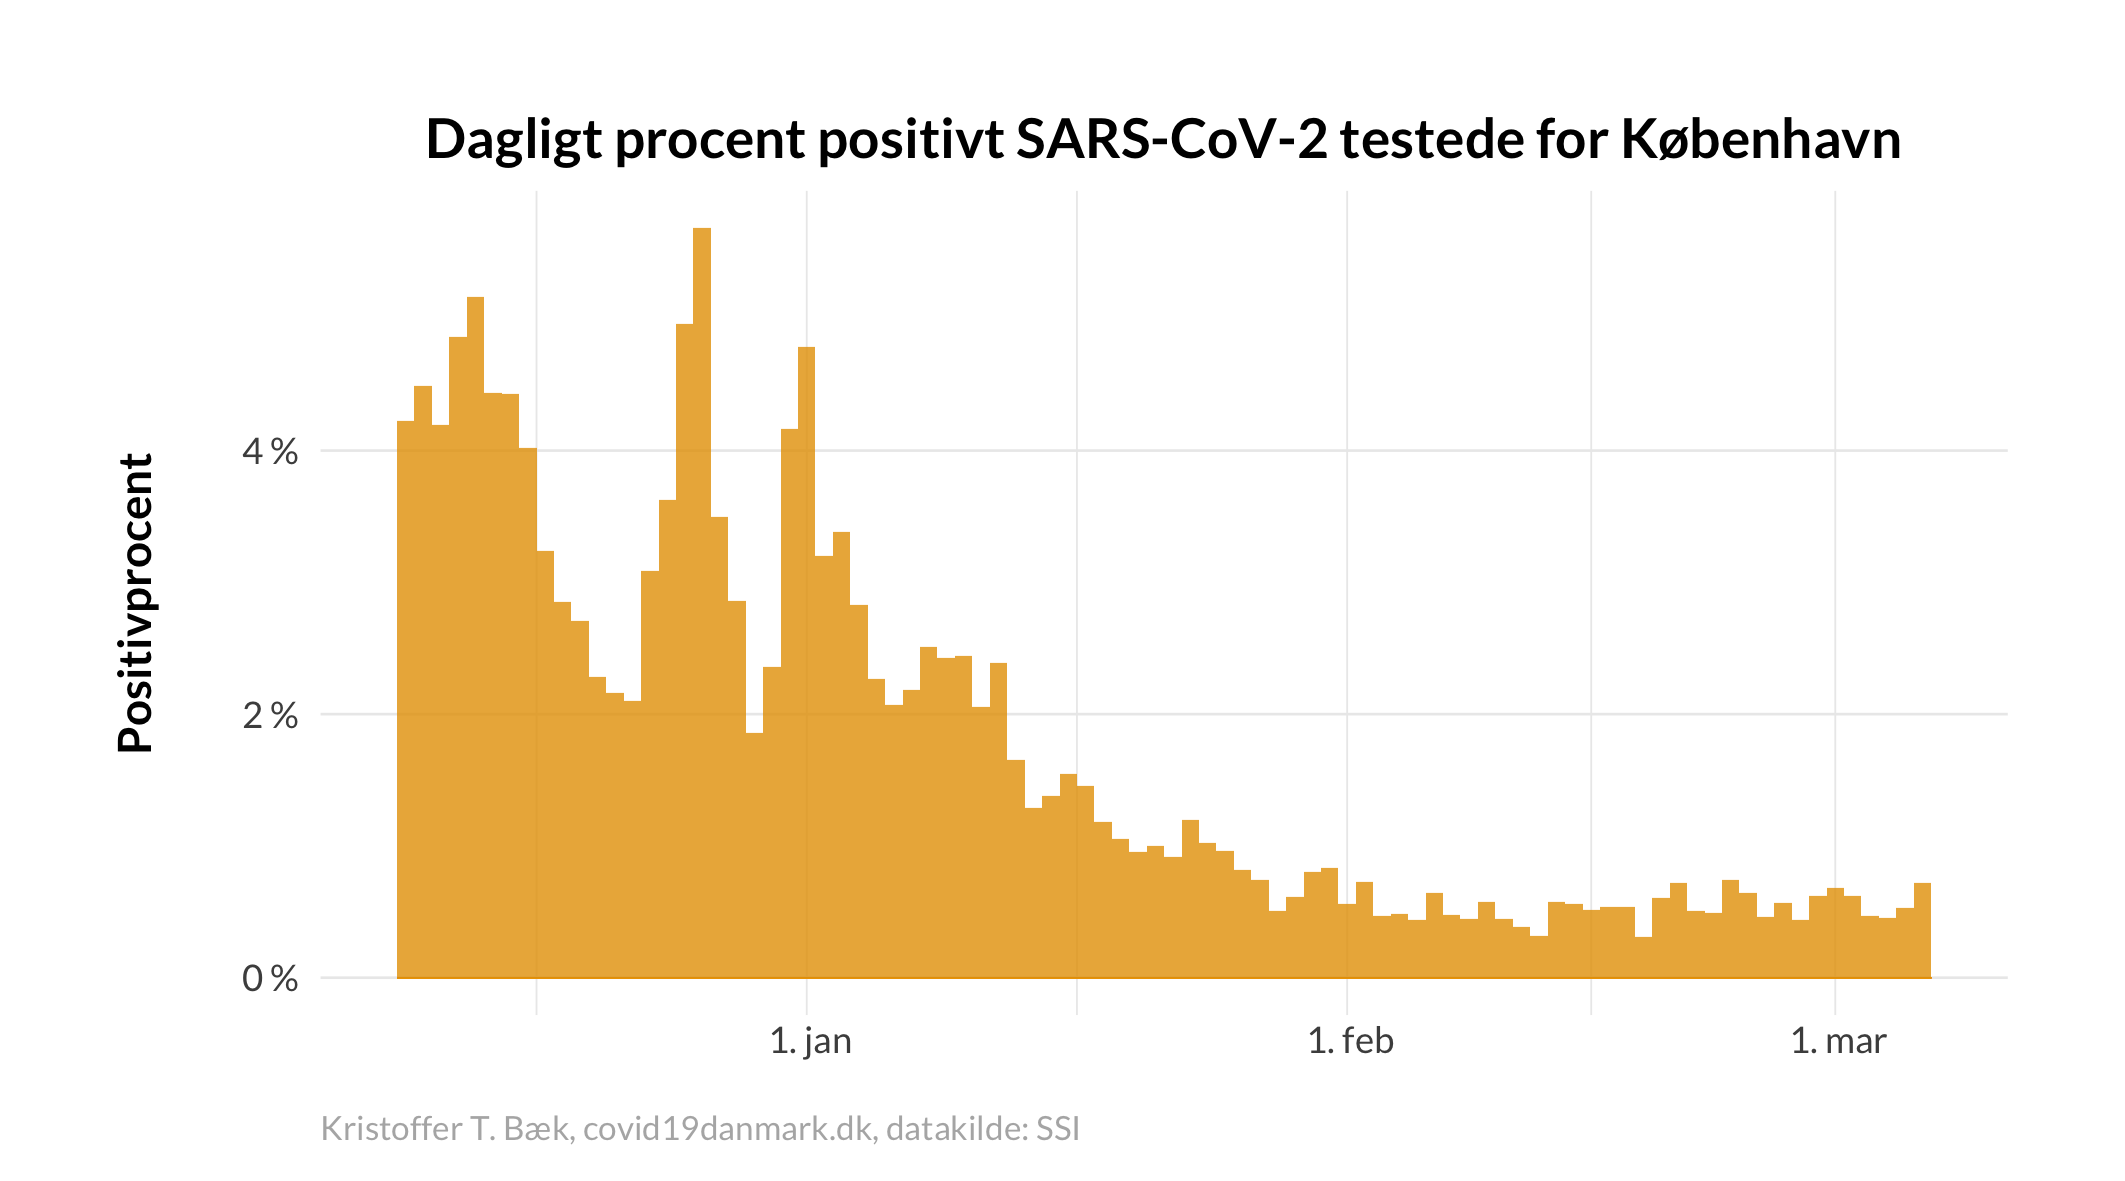 Dagligt procent positivt SARS-CoV-2 testede for København
Positivprocent
4 %
2 %
0 %
1. jan
1. feb
1. mar
Kristoffer T. Bæk, covid19danmark.dk, datakilde: SSI